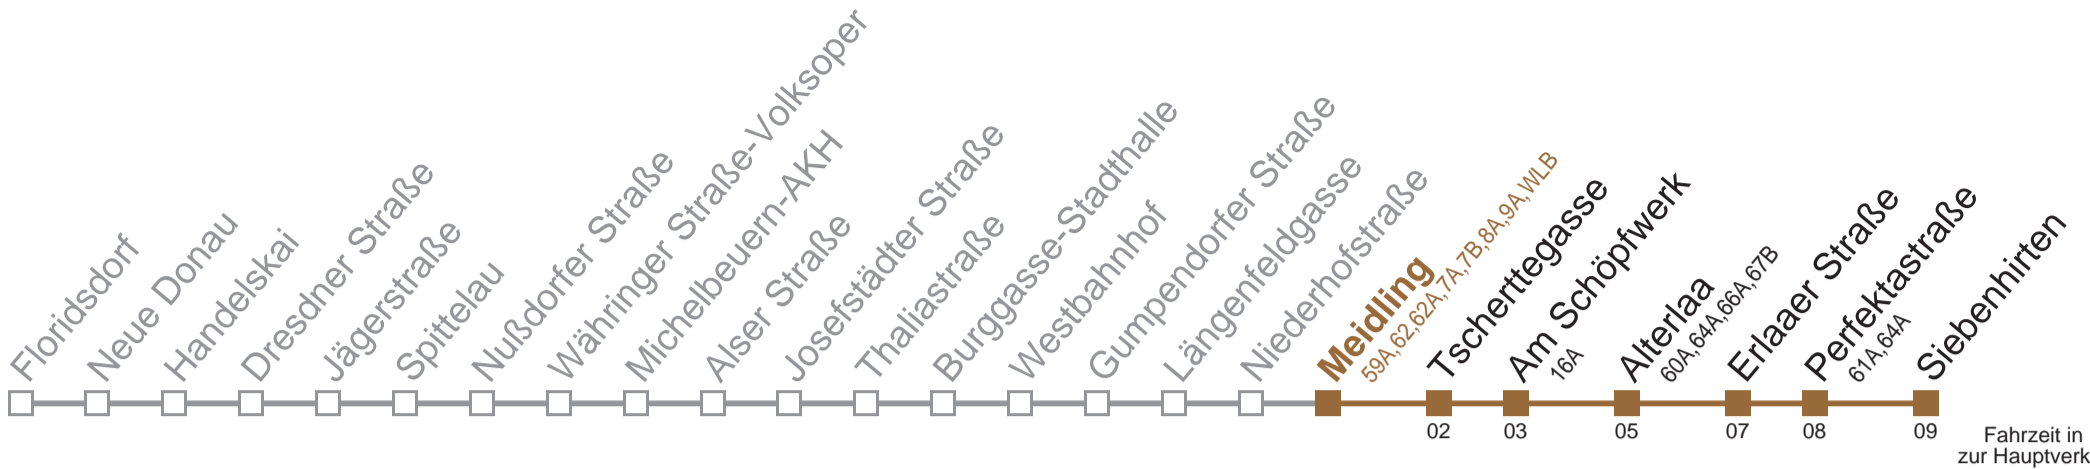 Floridsdorf
Neue Donau
Handelskai
Dresdner Straße
Jägerstraße
Spittelau
Nußdorfer Straße
Währinger Straße-Volksoper
Michelbeuern-AKH
Alser Straße
Josefstädter Straße
Thaliastraße
Burggasse-Stadthalle
Westbahnhof
Gumpendorfer Straße
Längenfeldgasse
Niederhofstraße
Meidling
59A,62,62A,7A,7B,8A,9A,WLB
Tscherttegasse
Am Schöpfwerk
16A
Alterlaa
60A,64A,66A,67B
Erlaaer Straße
Perfektastraße
61A,64A
Siebenhirten
02 03 05 07 08 09
Fahrzeit in
zur Hauptverk